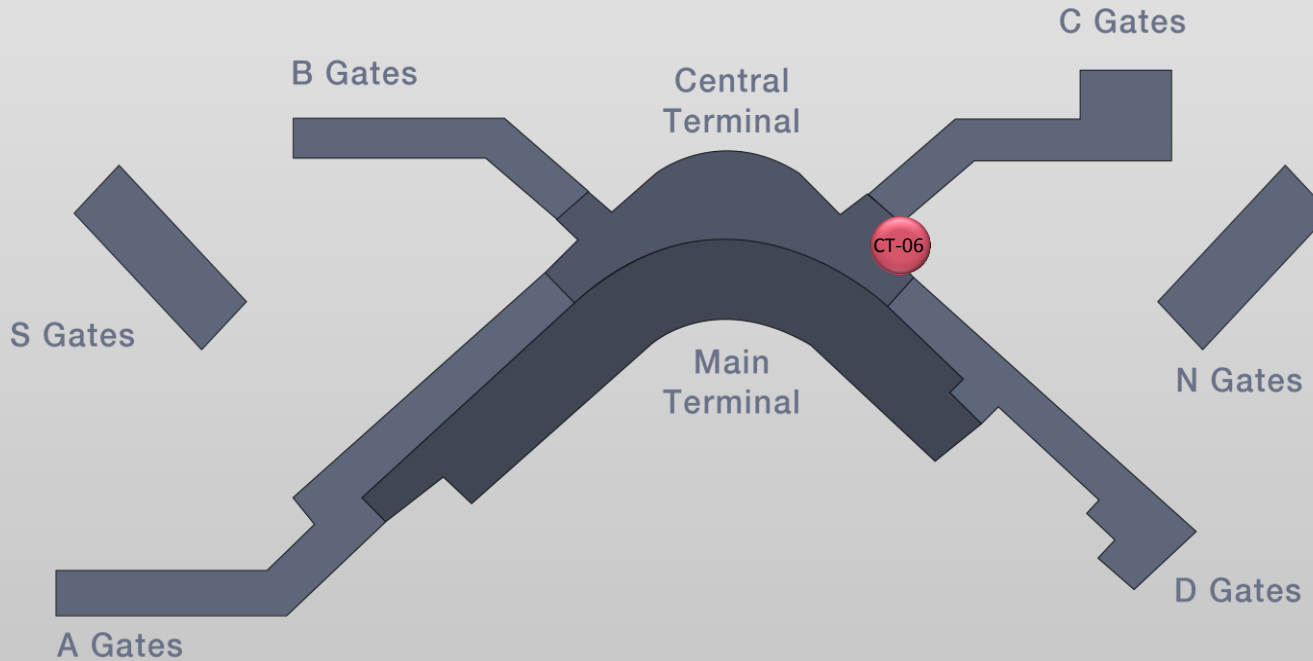 C Gates
B Gates
Central
Terminal
CT-06
S Gates
Main
Terminal
N Gates
D Gates
A Gates